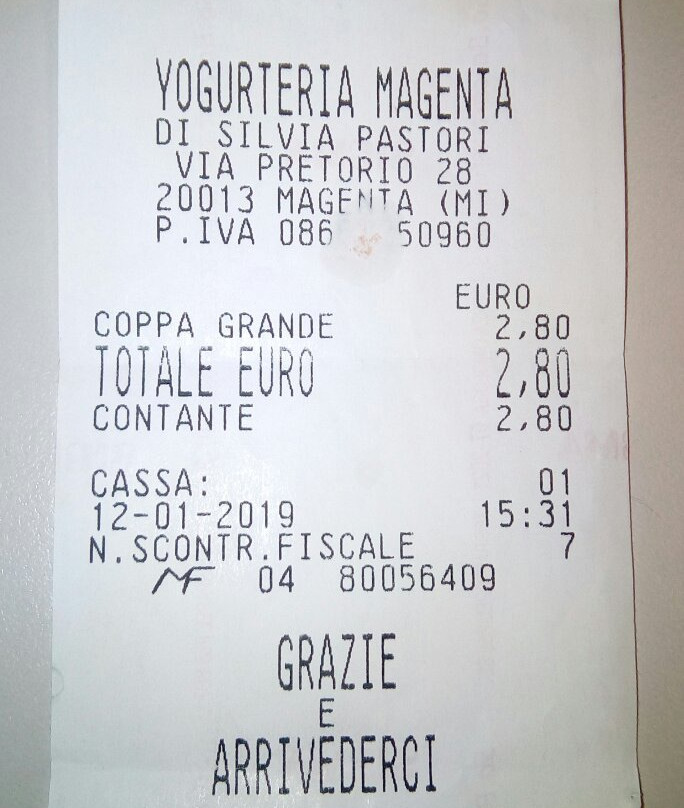 YOGURTERIA MAGENTA
DI SILVIA PASTORI
VIA PRETORIO 28
20013 MAGENTA (MI)
P.IVA 086 50960
EURO
COPPA GRANDE 2,80
TOTALE EURO 2,80
CONTANTE 2,80
CASSA: 01
12-01-2019 15:31
N.SCONTR.FISCALE 7
MF 04 80056409
GRAZIE
E
ARRIVEDERCI